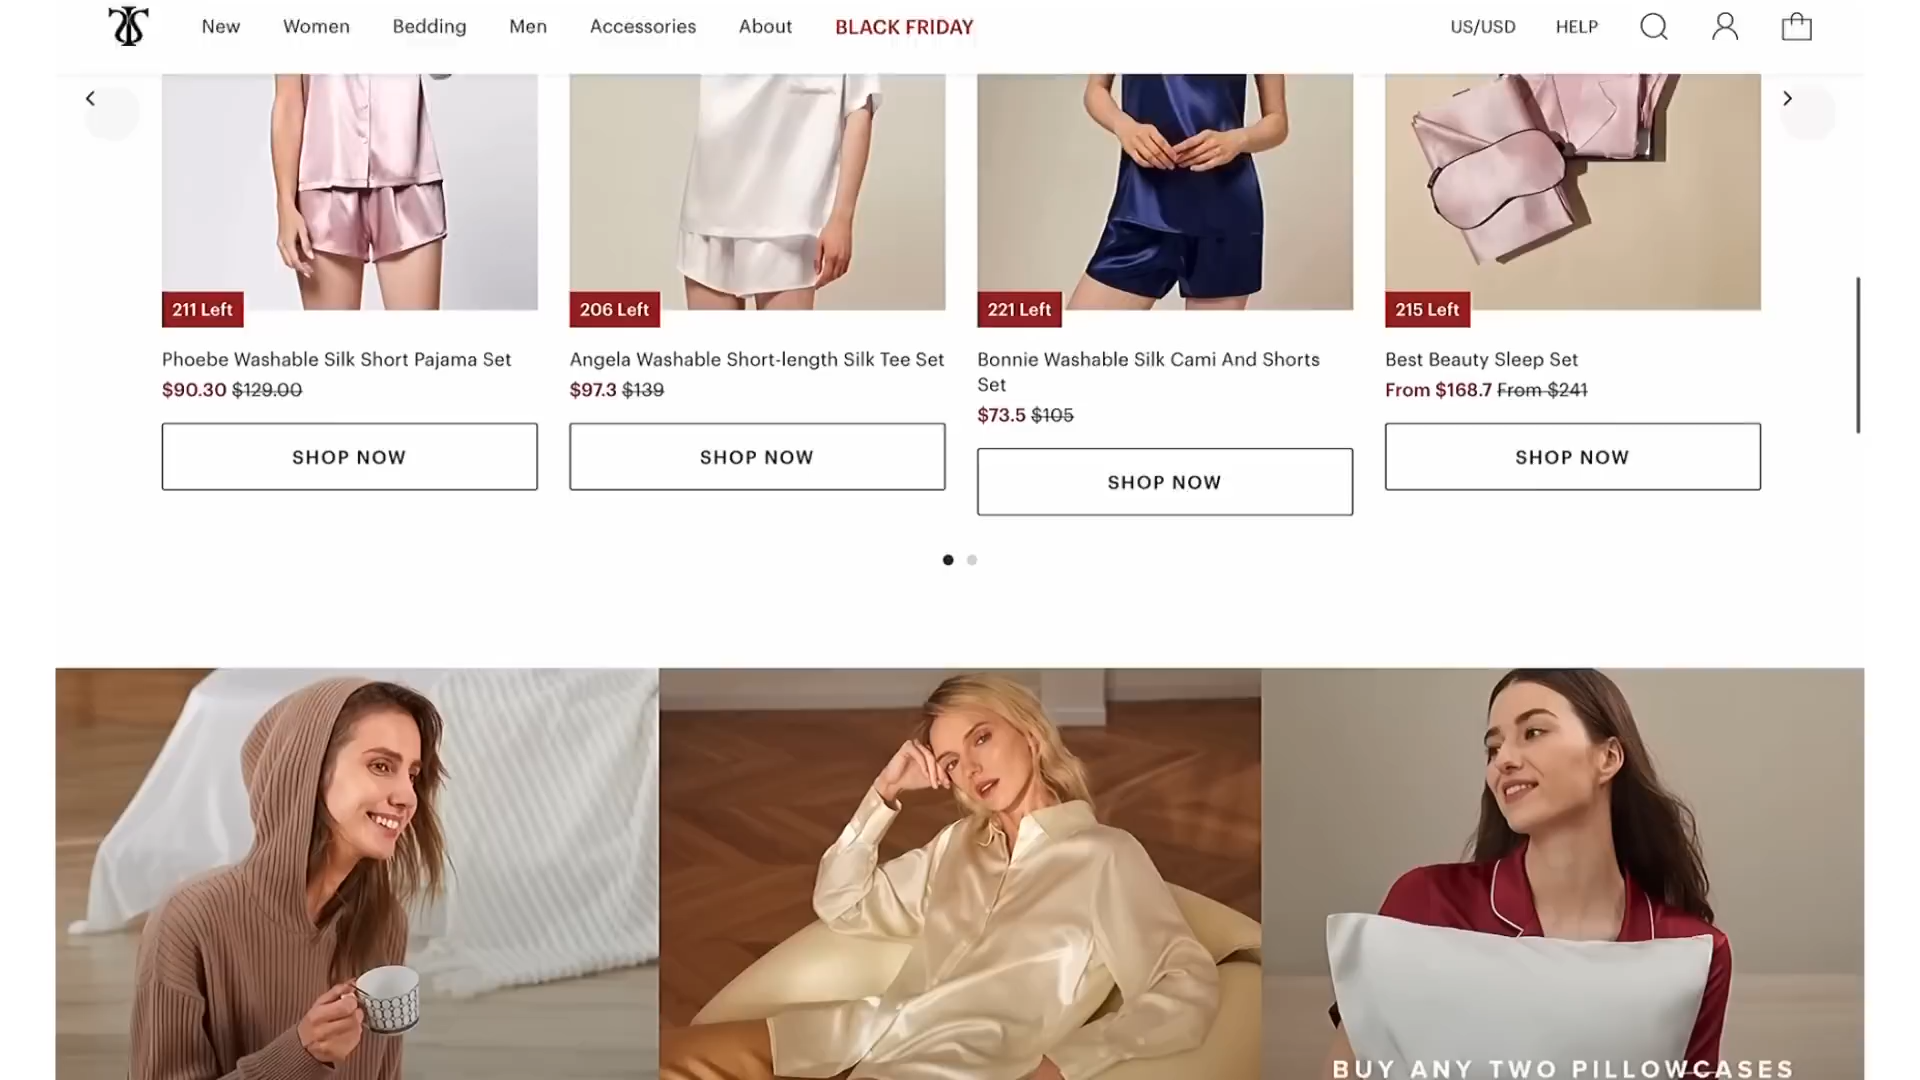 New Women Bedding Men Accessories About BLACK FRIDAY US/USD HELP
211 Left
206 Left
221 Left
215 Left
Phoebe Washable Silk Short Pajama Set
$90.30 $129.00
SHOP NOW
Angela Washable Short-length Silk Tee Set
$97.3 $139
SHOP NOW
Bonnie Washable Silk Cami And Shorts
Set
$73.5 $105
SHOP NOW
Best Beauty Sleep Set
From $168.7 From $241
SHOP NOW
BUY ANY TWO PILLOWCASES